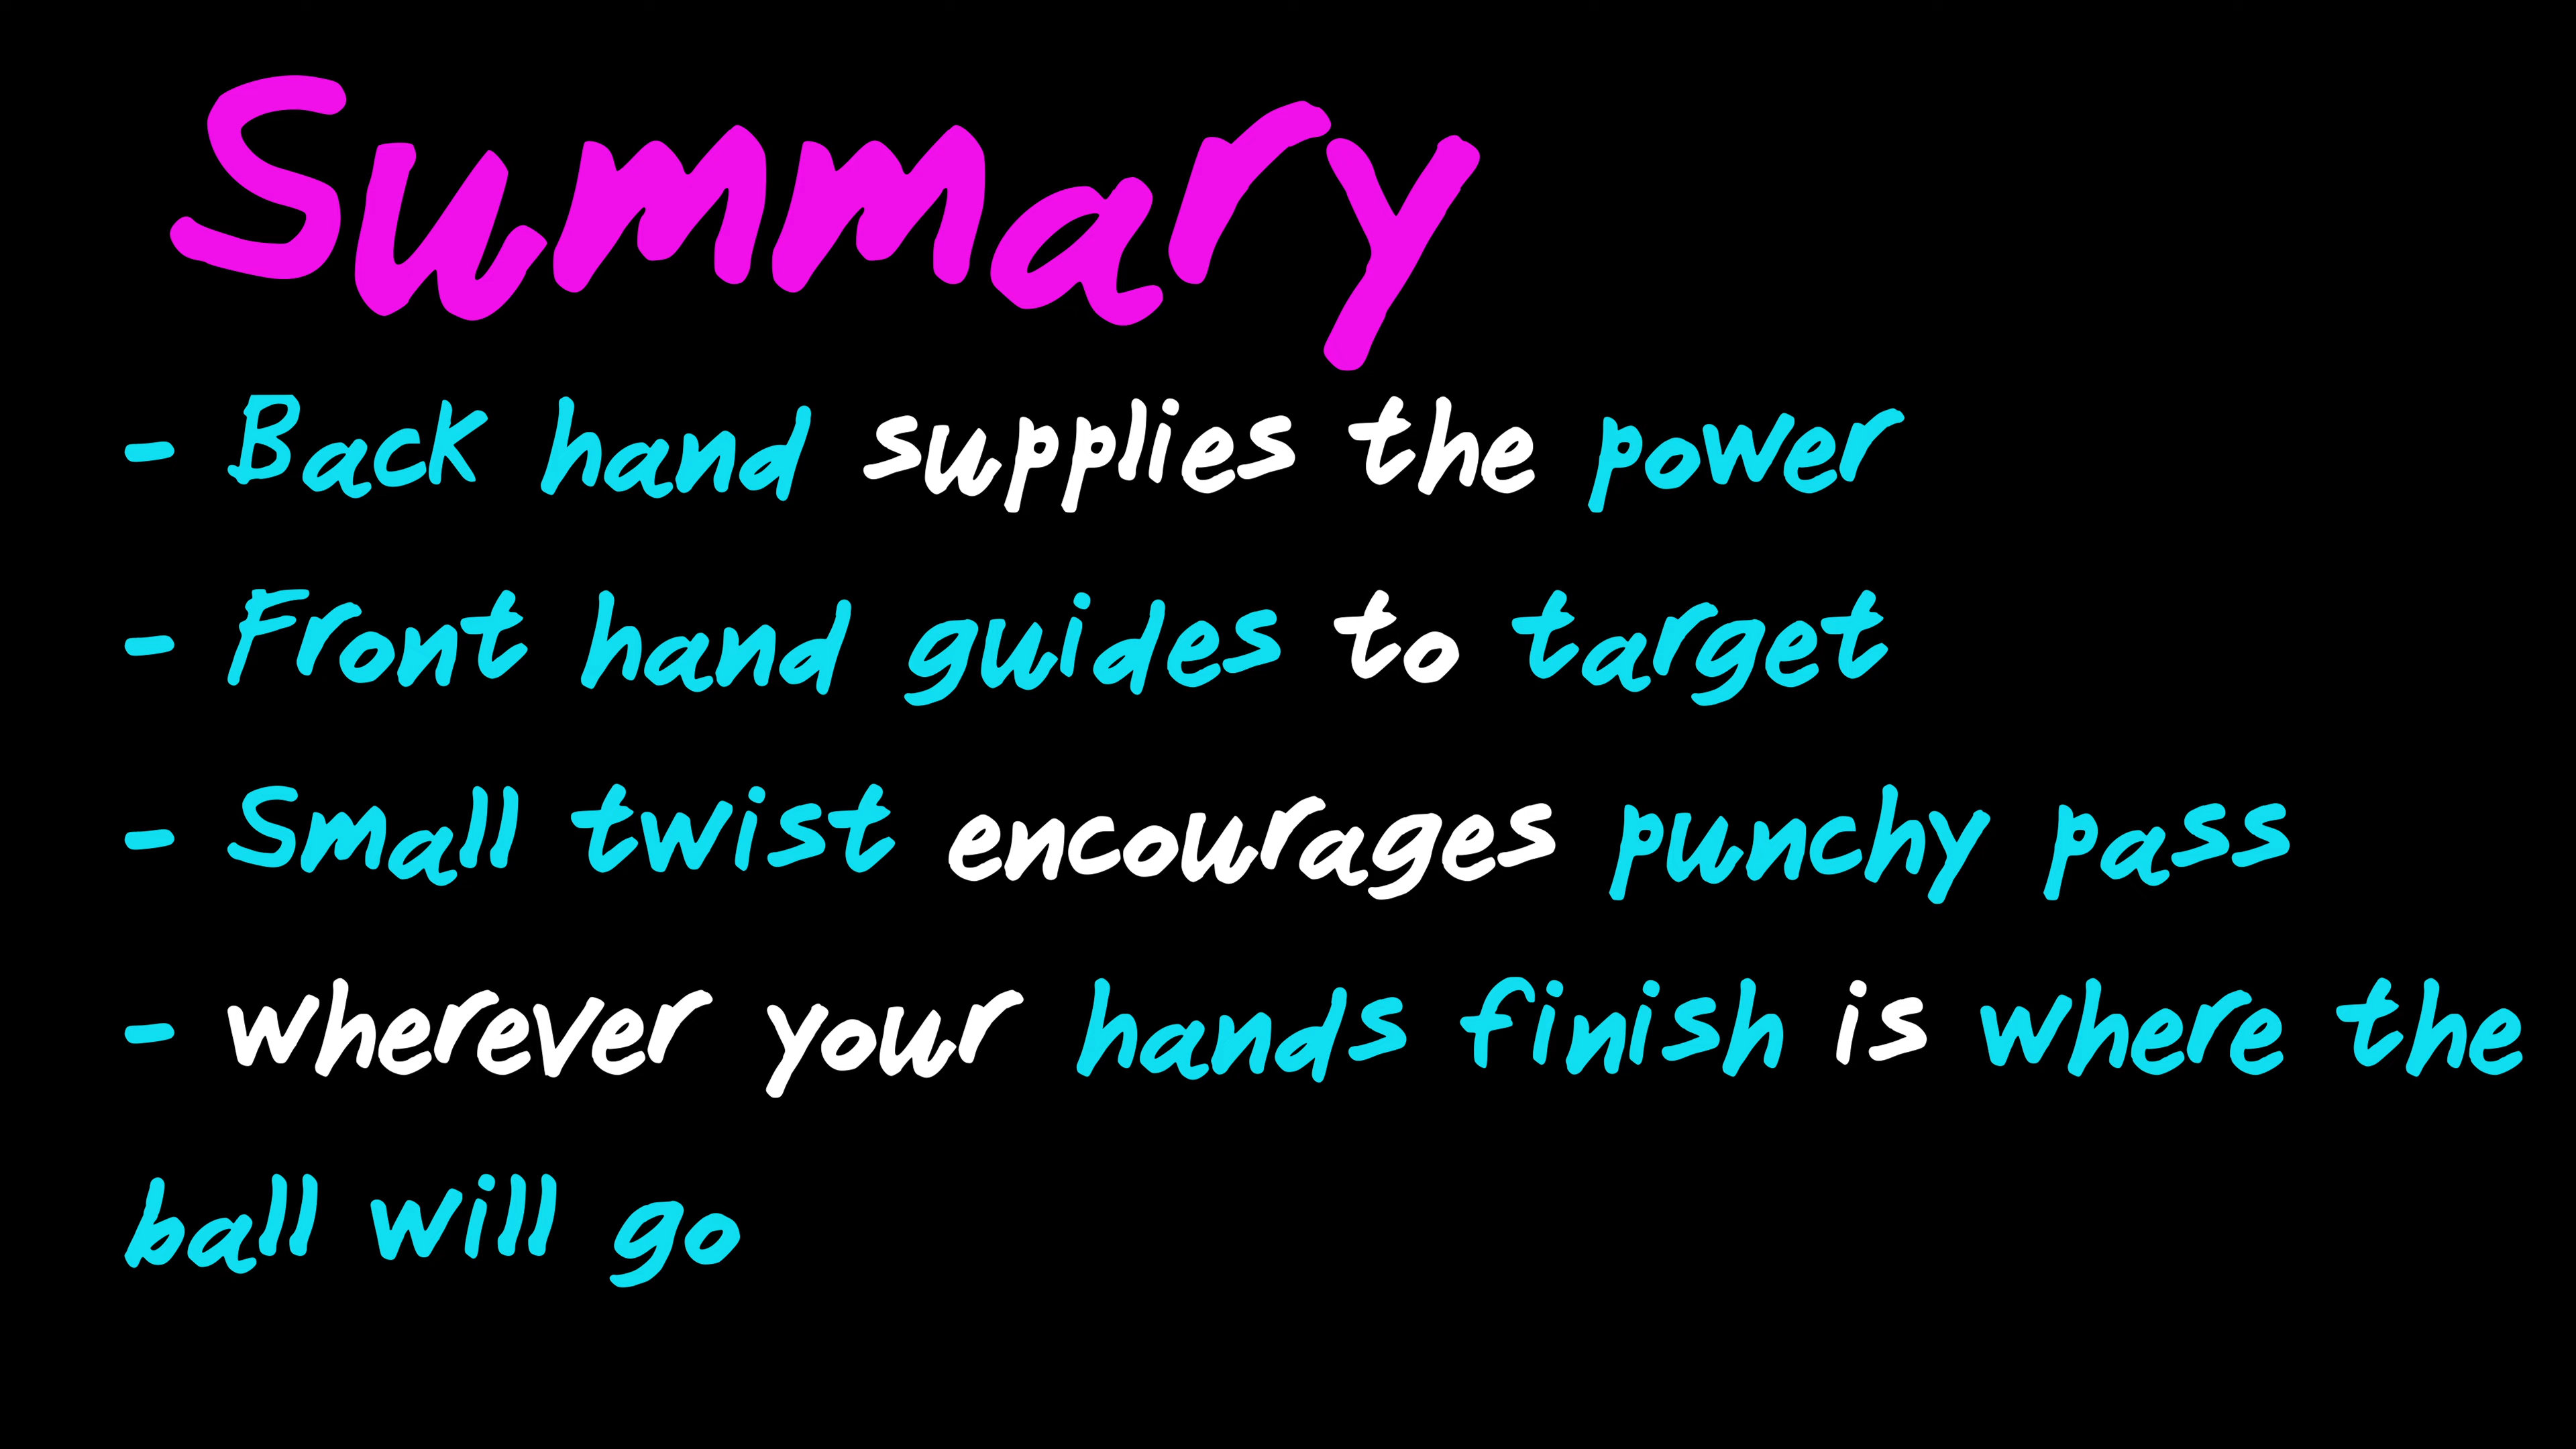 Summary
- Back hand supplies the power
- Front hand guides to target
- Small twist encourages punchy pass
- wherever your hands finish is where the
ball will go